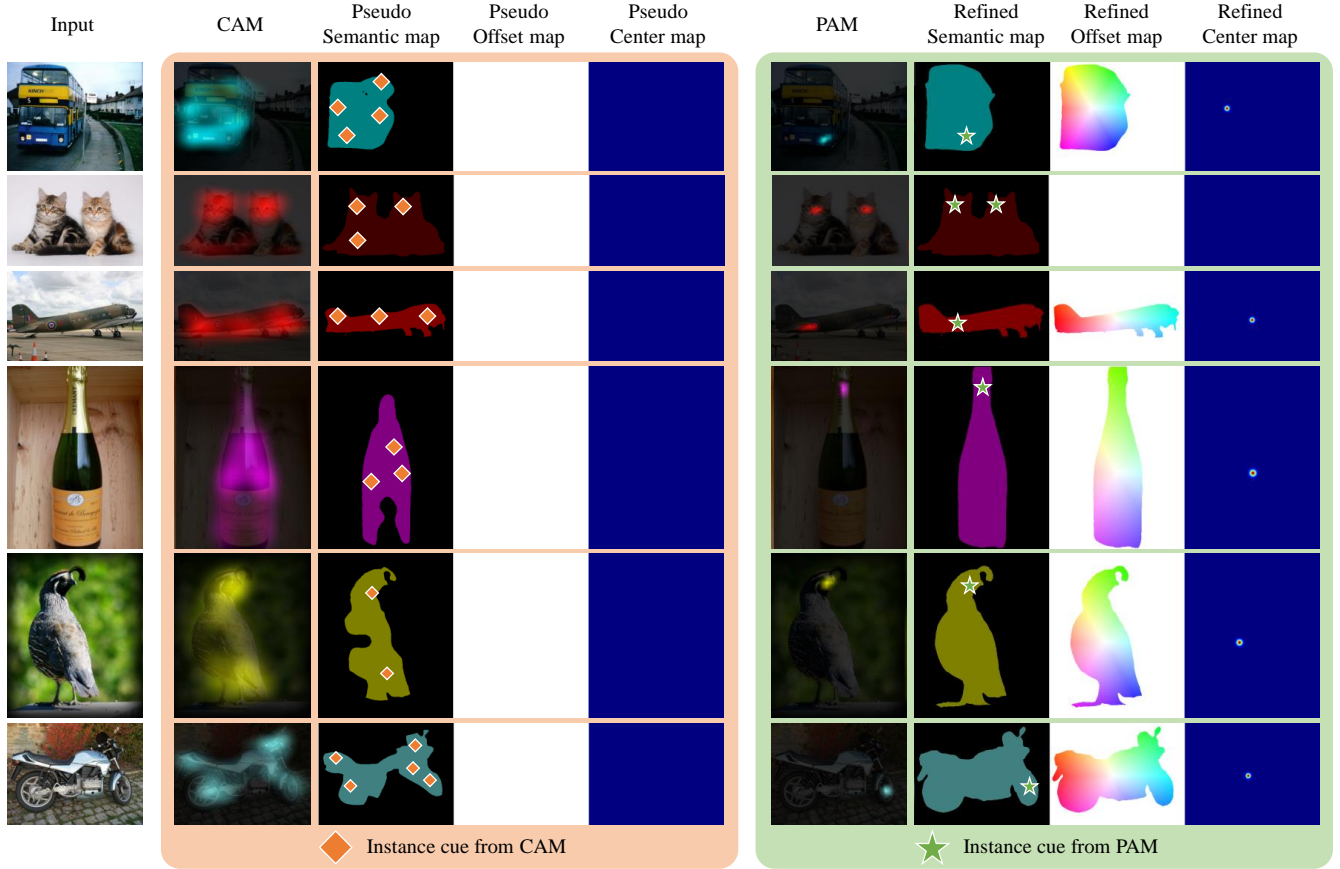 Input
CAM
Pseudo
Semantic map
Pseudo
Offset map
Pseudo
Center map
PAM
Refined
Semantic map
Refined
Offset map
Refined
Center map
Instance cue from CAM
Instance cue from PAM